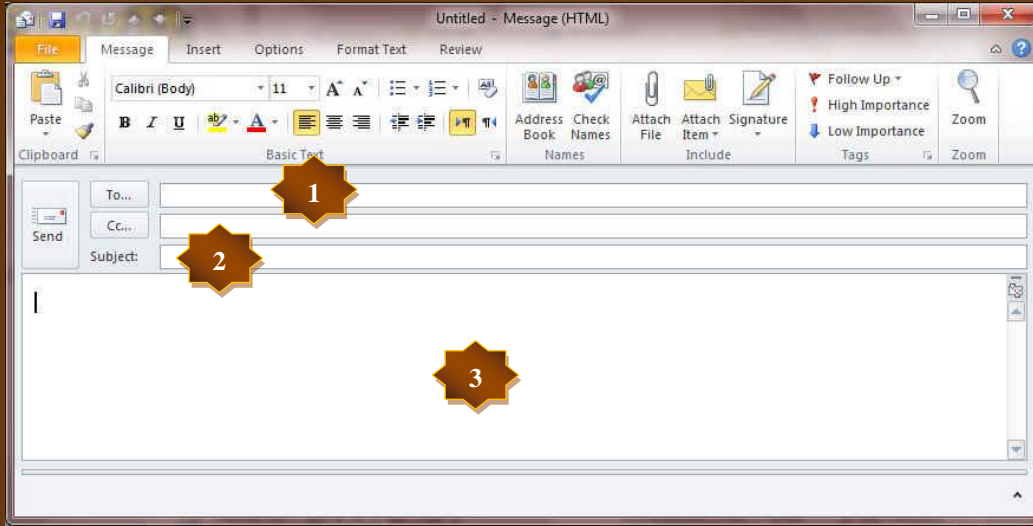 Untitled - Message (HTML)
File Message Insert Options Format Text Review
Calibri (Body) 11 A A Aa
Paste B I U ab A Address Book Check Names Attach File Attach Item Signature Follow Up High Importance Low Importance Zoom
Clipboard Basic Text Names Include Tags Zoom
1
To...
Send Cc...
2
Subject:
3